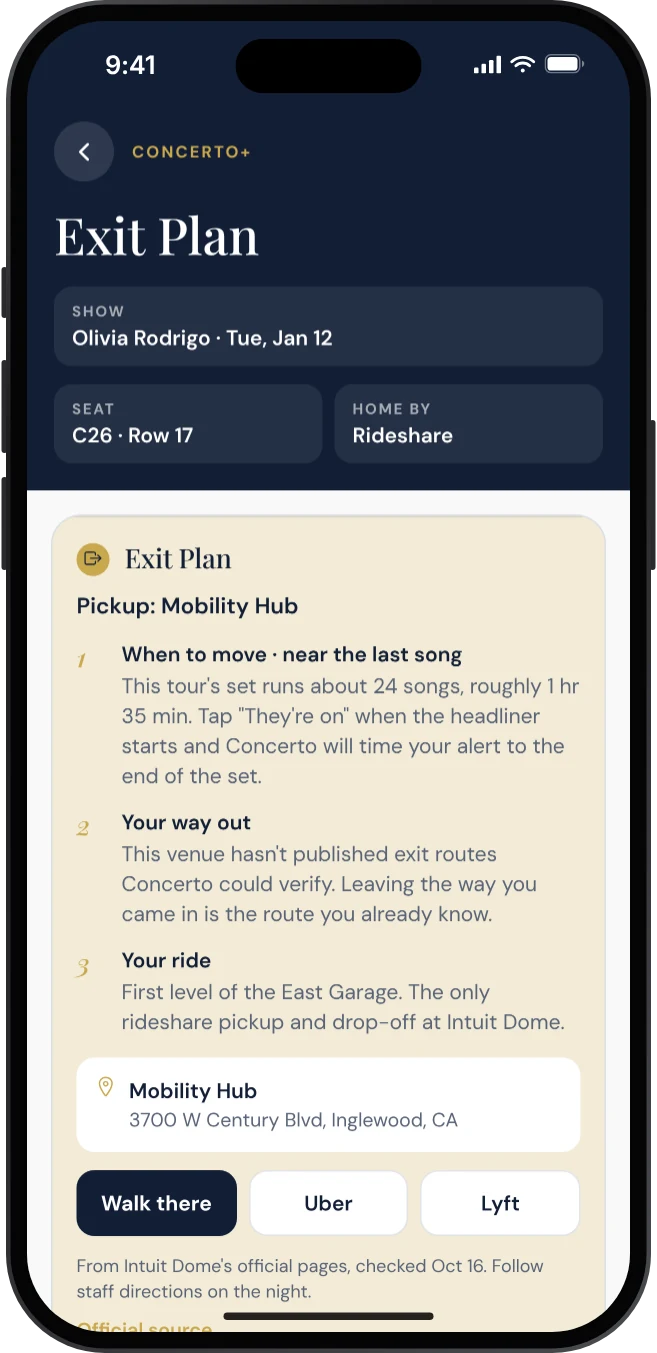 9:41
CONCERTO+
Exit Plan
SHOW
Olivia Rodrigo · Tue, Jan 12
SEAT
C26 · Row 17
HOME BY
Rideshare
Exit Plan
Pickup: Mobility Hub
1
When to move · near the last song
This tour's set runs about 24 songs, roughly 1 hr
35 min. Tap "They're on" when the headliner
starts and Concerto will time your alert to the
end of the set.
2
Your way out
This venue hasn't published exit routes
Concerto could verify. Leaving the way you
came in is the route you already know.
3
Your ride
First level of the East Garage. The only
rideshare pickup and drop-off at Intuit Dome.
Mobility Hub
3700 W Century Blvd, Inglewood, CA
Walk there
Uber
Lyft
From Intuit Dome's official pages, checked Oct 16. Follow
staff directions on the night.
Official source